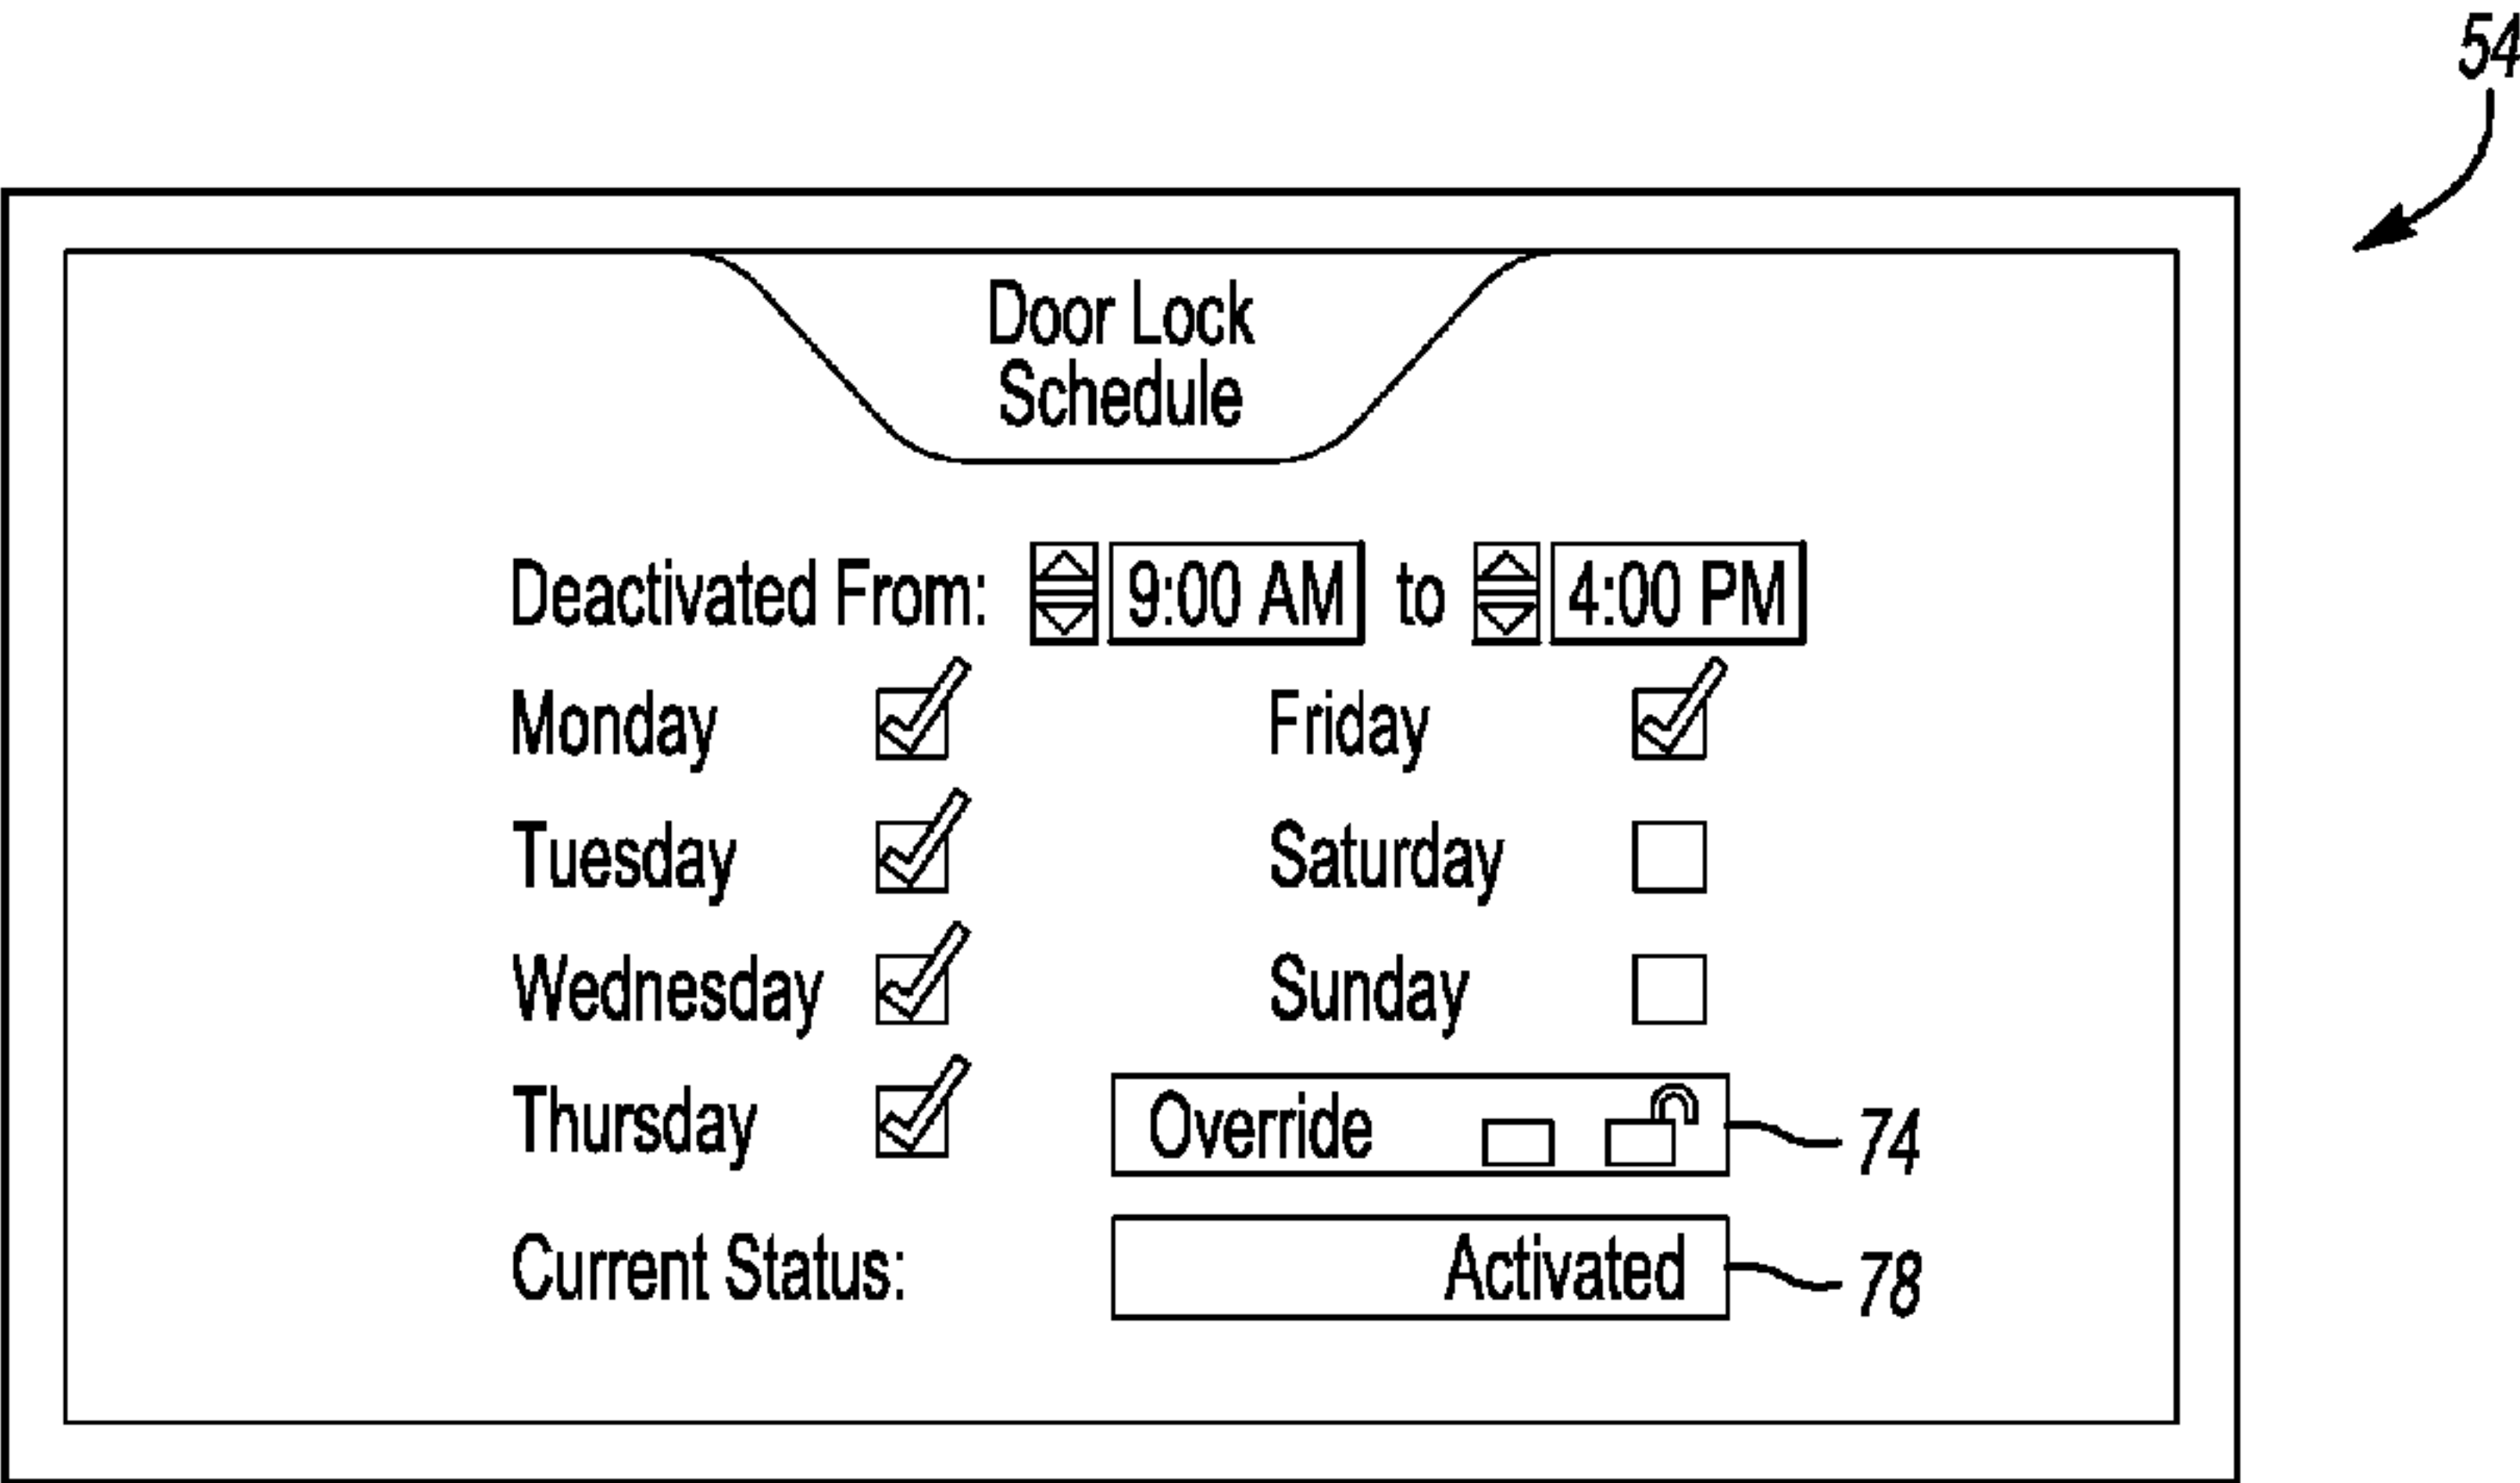 54
Door Lock
Schedule
Deactivated From: 9:00 AM to 4:00 PM
Monday Friday
Tuesday Saturday
Wednesday Sunday
Thursday Override 74
Current Status: Activated 78